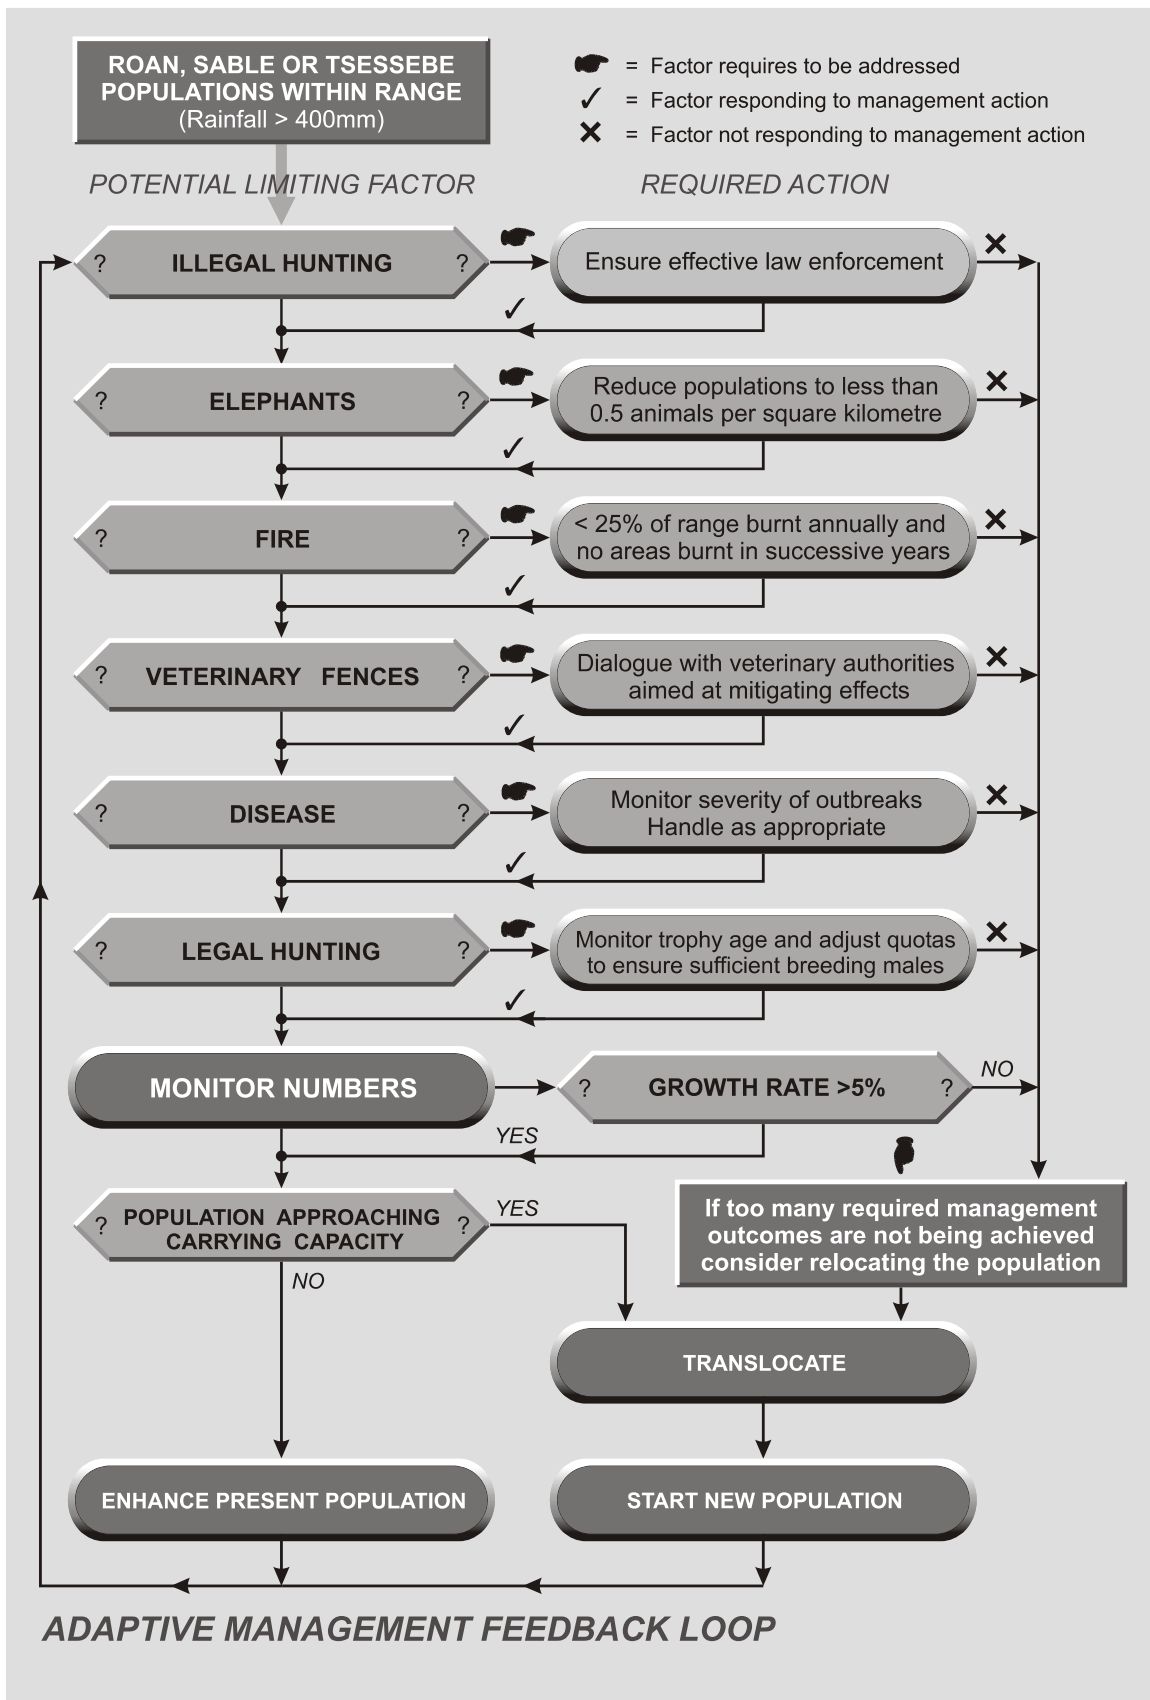 ROAN, SABLE OR TSESSEBE
POPULATIONS WITHIN RANGE
(Rainfall > 400mm)
= Factor requires to be addressed
✓ = Factor responding to management action
✕ = Factor not responding to management action
POTENTIAL LIMITING FACTOR
REQUIRED ACTION
? ILLEGAL HUNTING ?
Ensure effective law enforcement
✕
✓
? ELEPHANTS ?
Reduce populations to less than
0.5 animals per square kilometre
✕
✓
? FIRE ?
< 25% of range burnt annually and
no areas burnt in successive years
✕
✓
? VETERINARY FENCES ?
Dialogue with veterinary authorities
aimed at mitigating effects
✕
✓
? DISEASE ?
Monitor severity of outbreaks
Handle as appropriate
✕
✓
? LEGAL HUNTING ?
Monitor trophy age and adjust quotas
to ensure sufficient breeding males
✕
✓
MONITOR NUMBERS
? GROWTH RATE >5% ?
NO
YES
? POPULATION APPROACHING ?
CARRYING CAPACITY
YES
NO
If too many required management
outcomes are not being achieved
consider relocating the population
TRANSLOCATE
ENHANCE PRESENT POPULATION
START NEW POPULATION
ADAPTIVE MANAGEMENT FEEDBACK LOOP